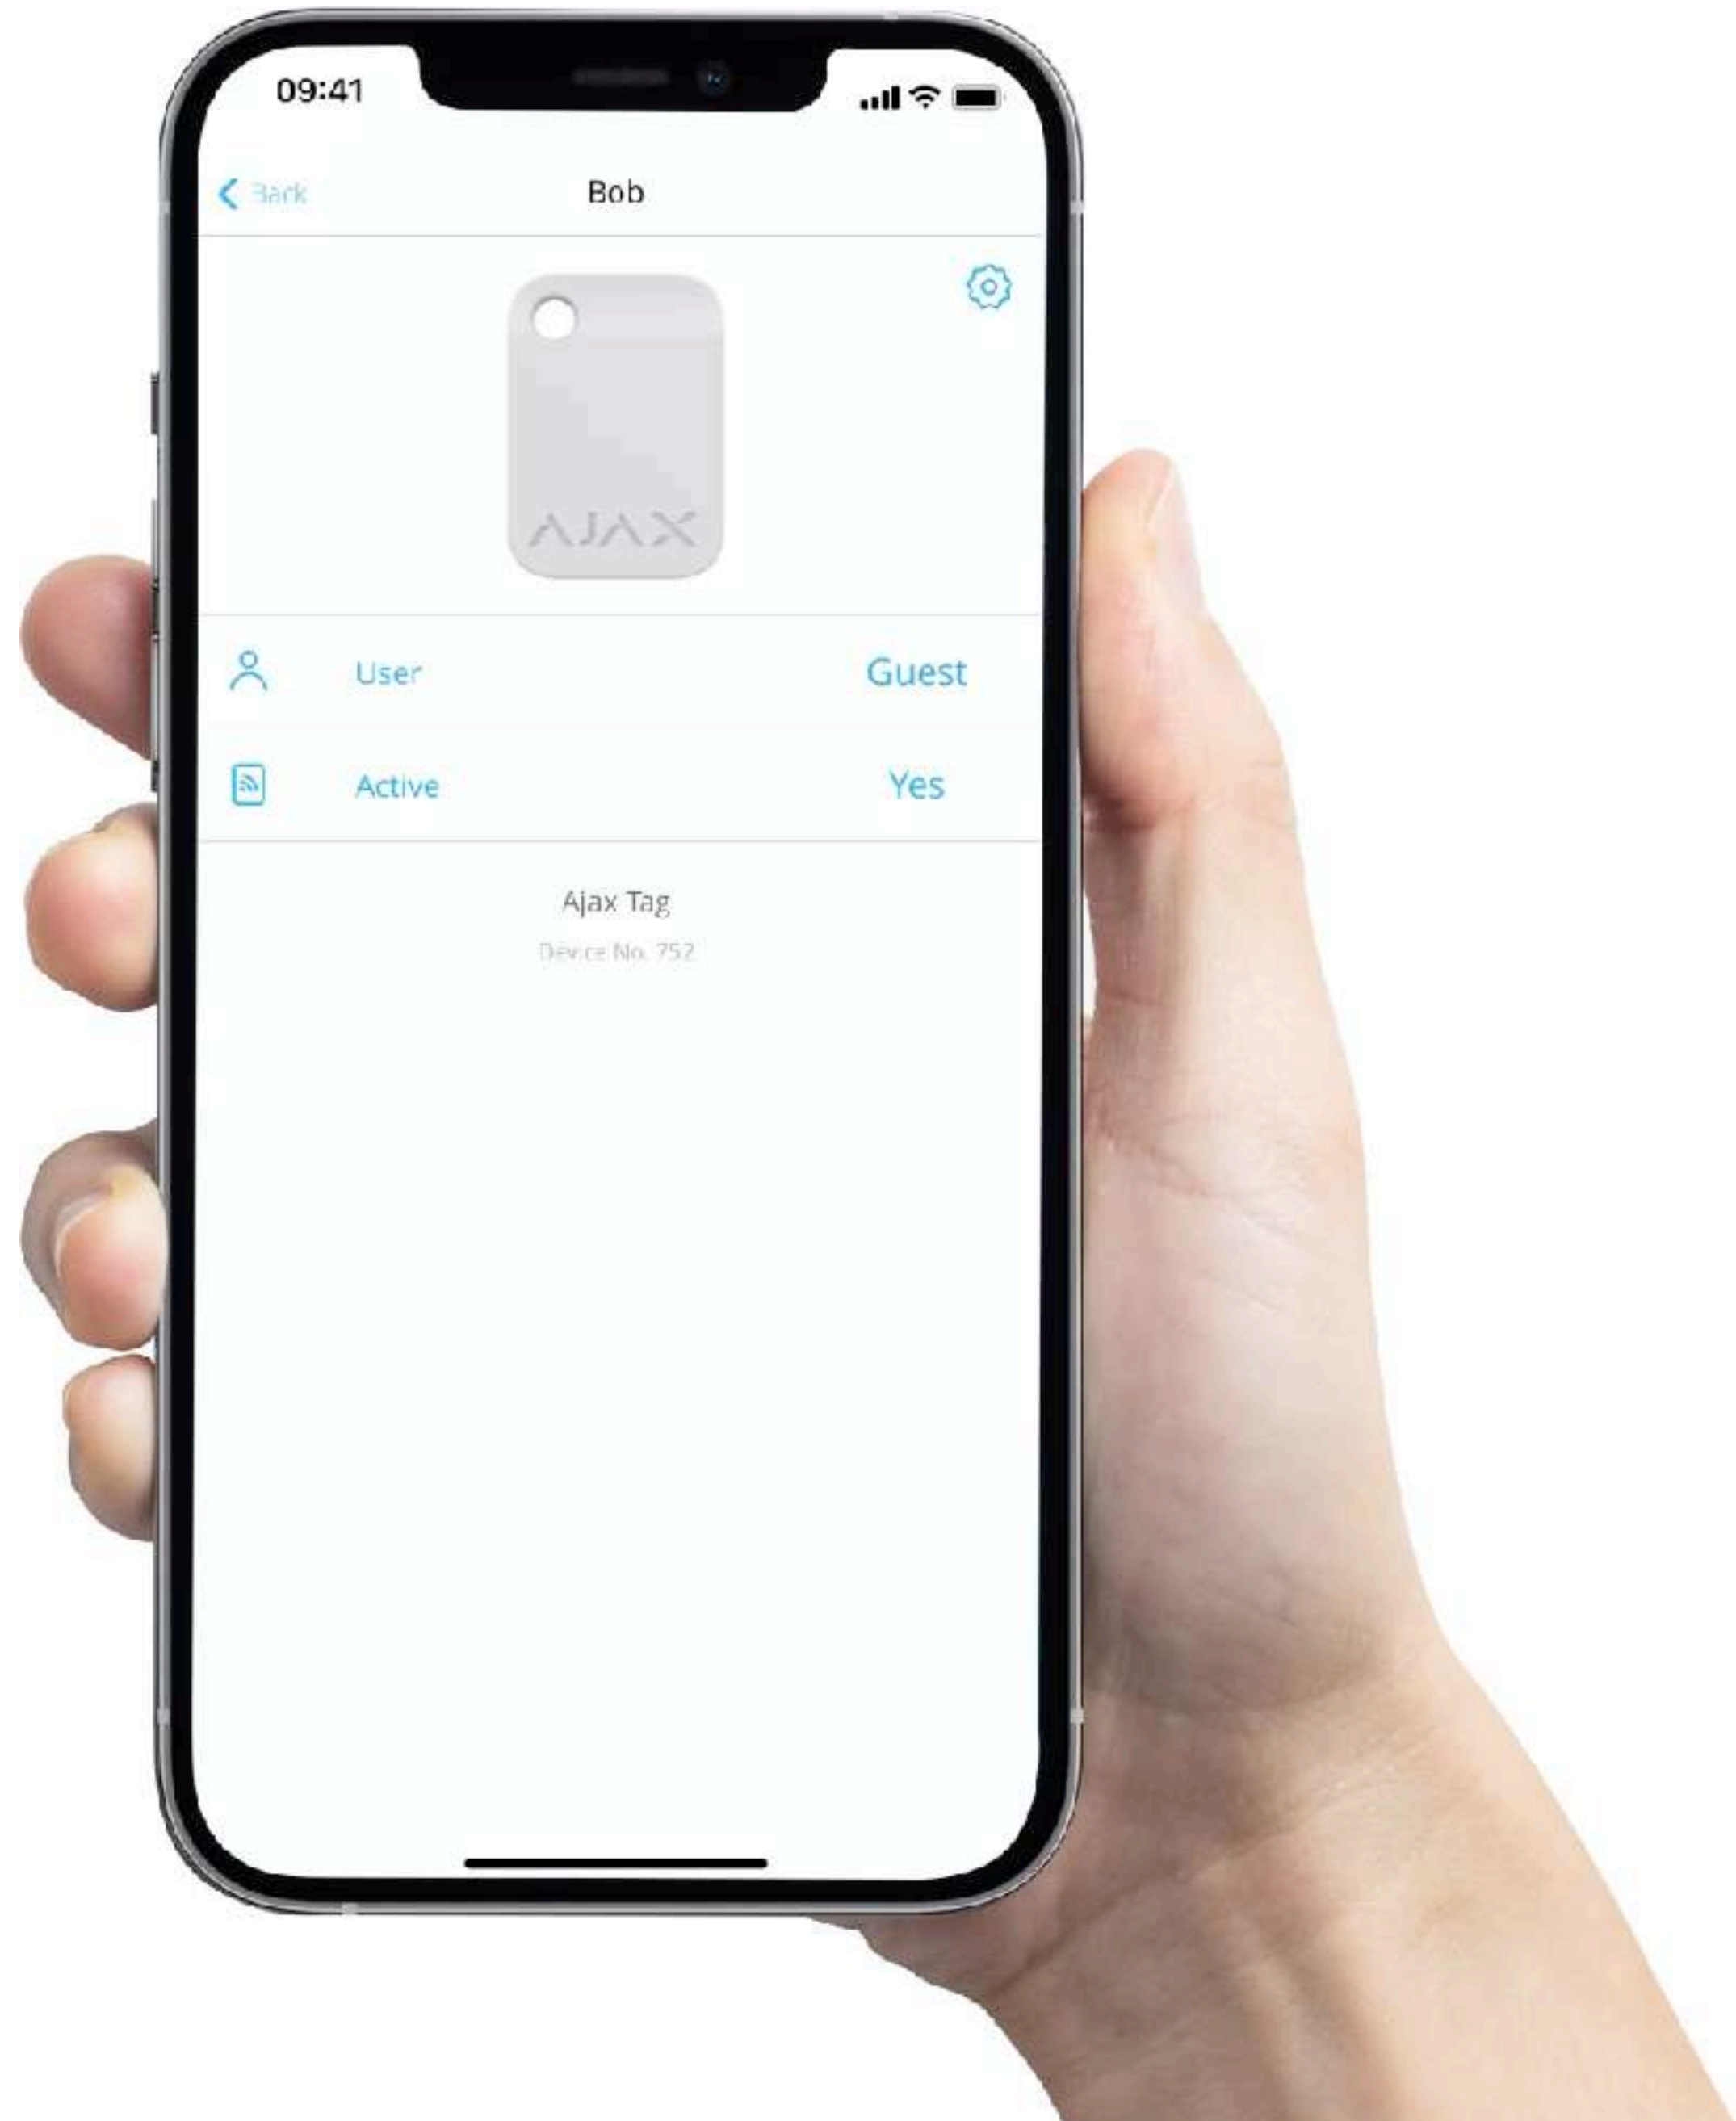 09:41
Back
Bob
AJAX
User Guest
Active Yes
Ajax Tag
Device No. 752